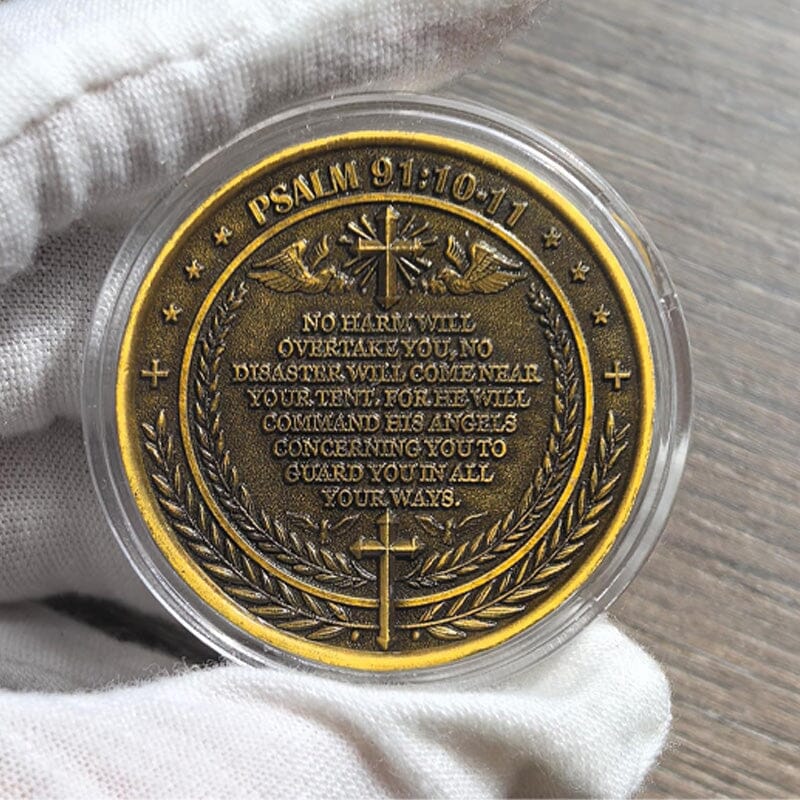 PSALM 91:10-11
NO HARM WILL
OVERTAKE YOU, NO
DISASTER WILL COME NEAR
YOUR TENT. FOR HE WILL
COMMAND HIS ANGELS
CONCERNING YOU TO
GUARD YOU IN ALL
YOUR WAYS.